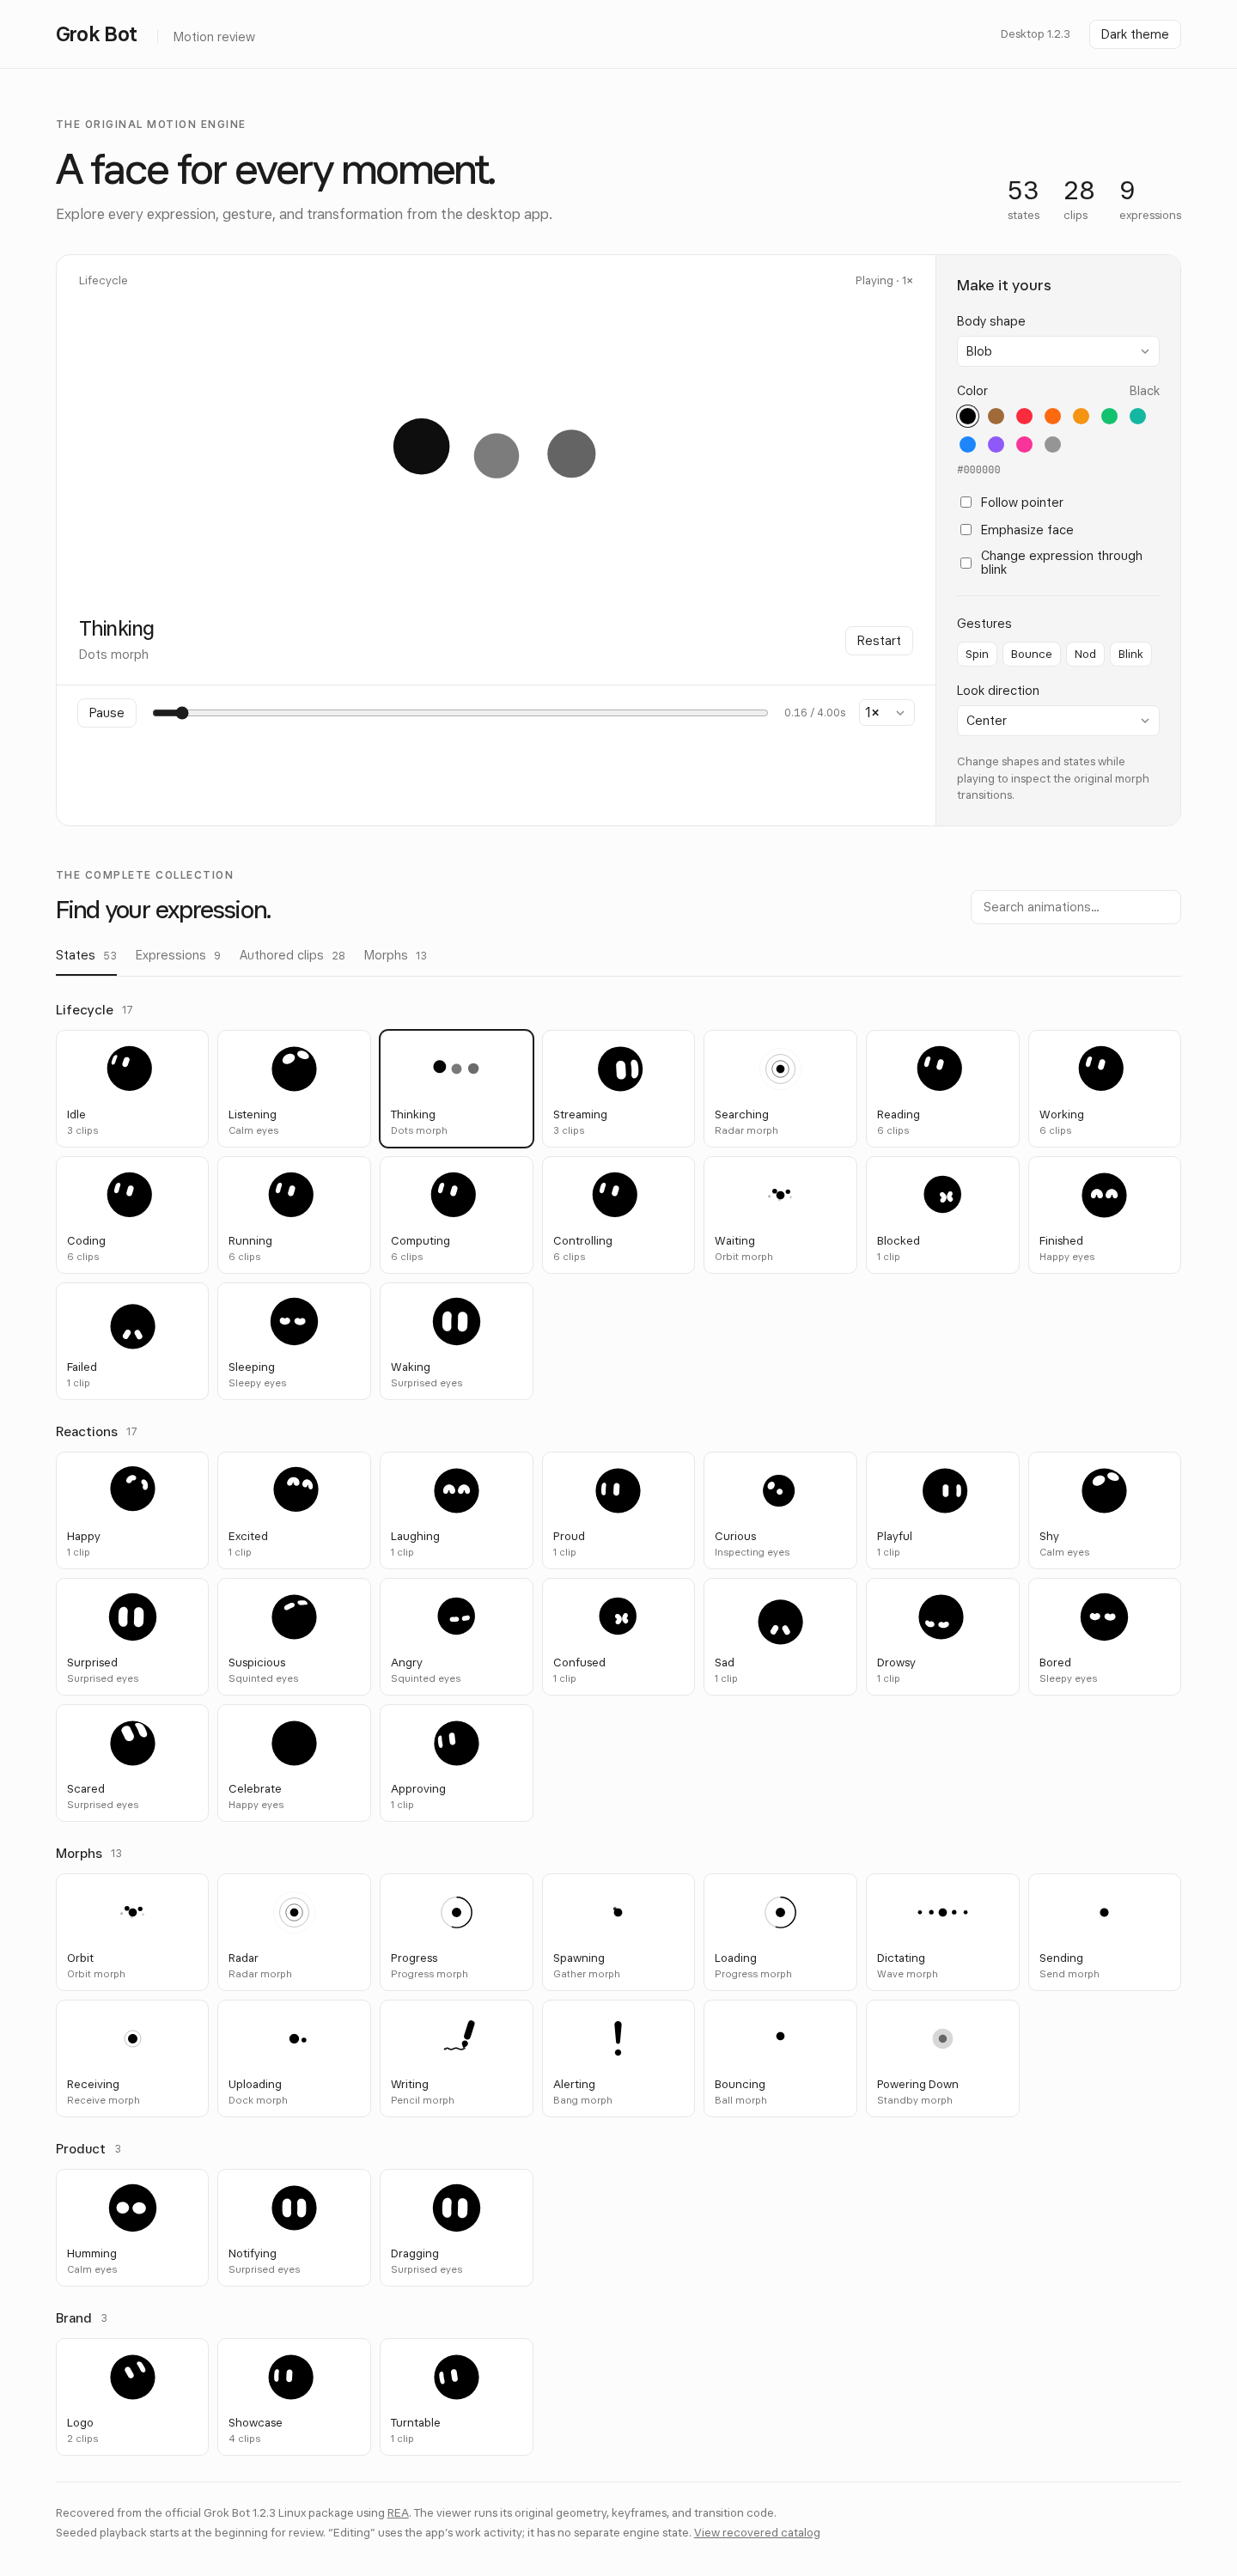 Grok Bot
Motion review
Desktop 1.2.3
Dark theme
THE ORIGINAL MOTION ENGINE
A face for every moment.
Explore every expression, gesture, and transformation from the desktop app.
53 28 9
states clips expressions
Lifecycle
Playing · 1×
Thinking
Dots morph
Restart
Pause
0.16 / 4.00s
1×
Make it yours
Body shape
Blob
Color Black
#000000
Follow pointer
Emphasize face
Change expression through
blink
Gestures
Spin Bounce Nod Blink
Look direction
Center
Change shapes and states while
playing to inspect the original morph
transitions.
THE COMPLETE COLLECTION
Find your expression.
Search animations...
States 53 Expressions 9 Authored clips 28 Morphs 13
Lifecycle 17
Idle Listening Thinking Streaming Searching Reading Working
3 clips Calm eyes Dots morph 3 clips Radar morph 6 clips 6 clips
Coding Running Computing Controlling Waiting Blocked Finished
6 clips 6 clips 6 clips 6 clips Orbit morph 1 clip Happy eyes
Failed Sleeping Waking
1 clip Sleepy eyes Surprised eyes
Reactions 17
Happy Excited Laughing Proud Curious Playful Shy
1 clip 1 clip 1 clip 1 clip Inspecting eyes 1 clip Calm eyes
Surprised Suspicious Angry Confused Sad Drowsy Bored
Surprised eyes Squinted eyes Squinted eyes 1 clip 1 clip 1 clip Sleepy eyes
Scared Celebrate Approving
Surprised eyes Happy eyes 1 clip
Morphs 13
Orbit Radar Progress Spawning Loading Dictating Sending
Orbit morph Radar morph Progress morph Gather morph Progress morph Wave morph Send morph
Receiving Uploading Writing Alerting Bouncing Powering Down
Receive morph Dock morph Pencil morph Bang morph Ball morph Standby morph
Product 3
Humming Notifying Dragging
Calm eyes Surprised eyes Surprised eyes
Brand 3
Logo Showcase Turntable
2 clips 4 clips 1 clip
Recovered from the official Grok Bot 1.2.3 Linux package using REA. The viewer runs its original geometry, keyframes, and transition code.
Seeded playback starts at the beginning for review. “Editing” uses the app’s work activity; it has no separate engine state. View recovered catalog